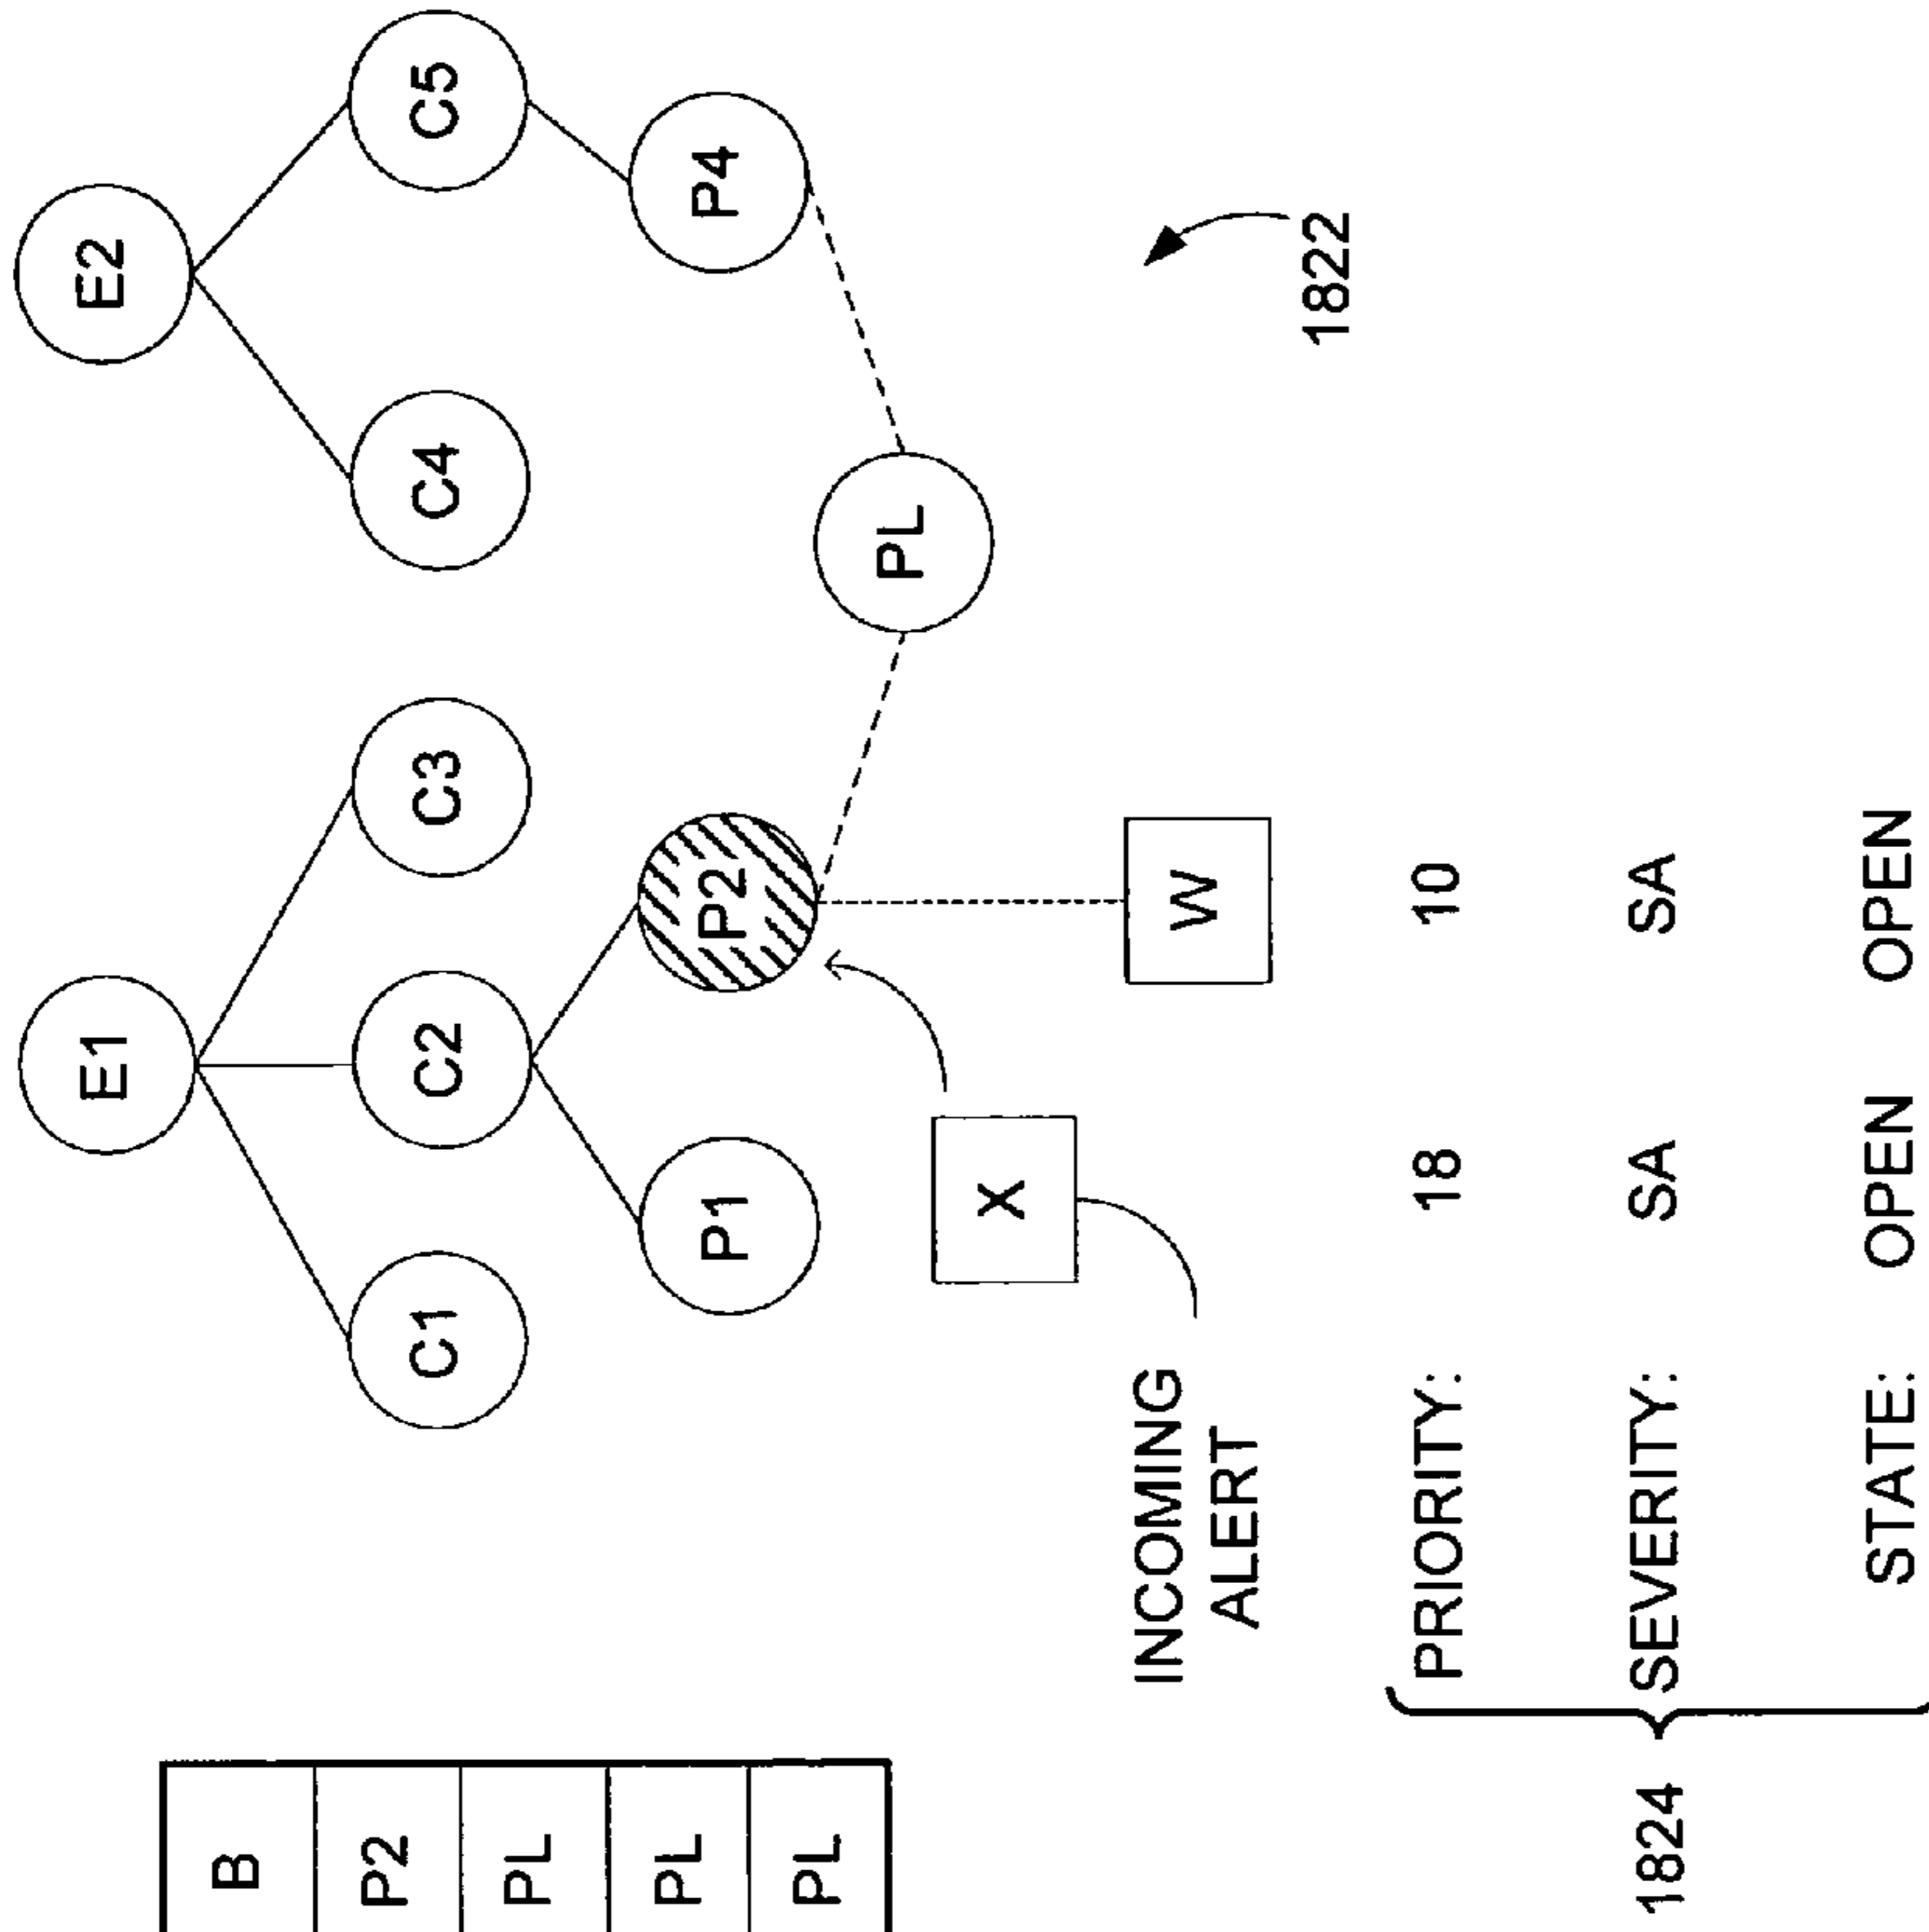 B
P2
PL
PL
PL
E1
E2
C1
C2
C3
C4
C5
P1
P2
P4
PL
X
W
INCOMING
ALERT
1822
PRIORITY: 18 10
1824 SEVERITY: SA SA
STATE: OPEN OPEN